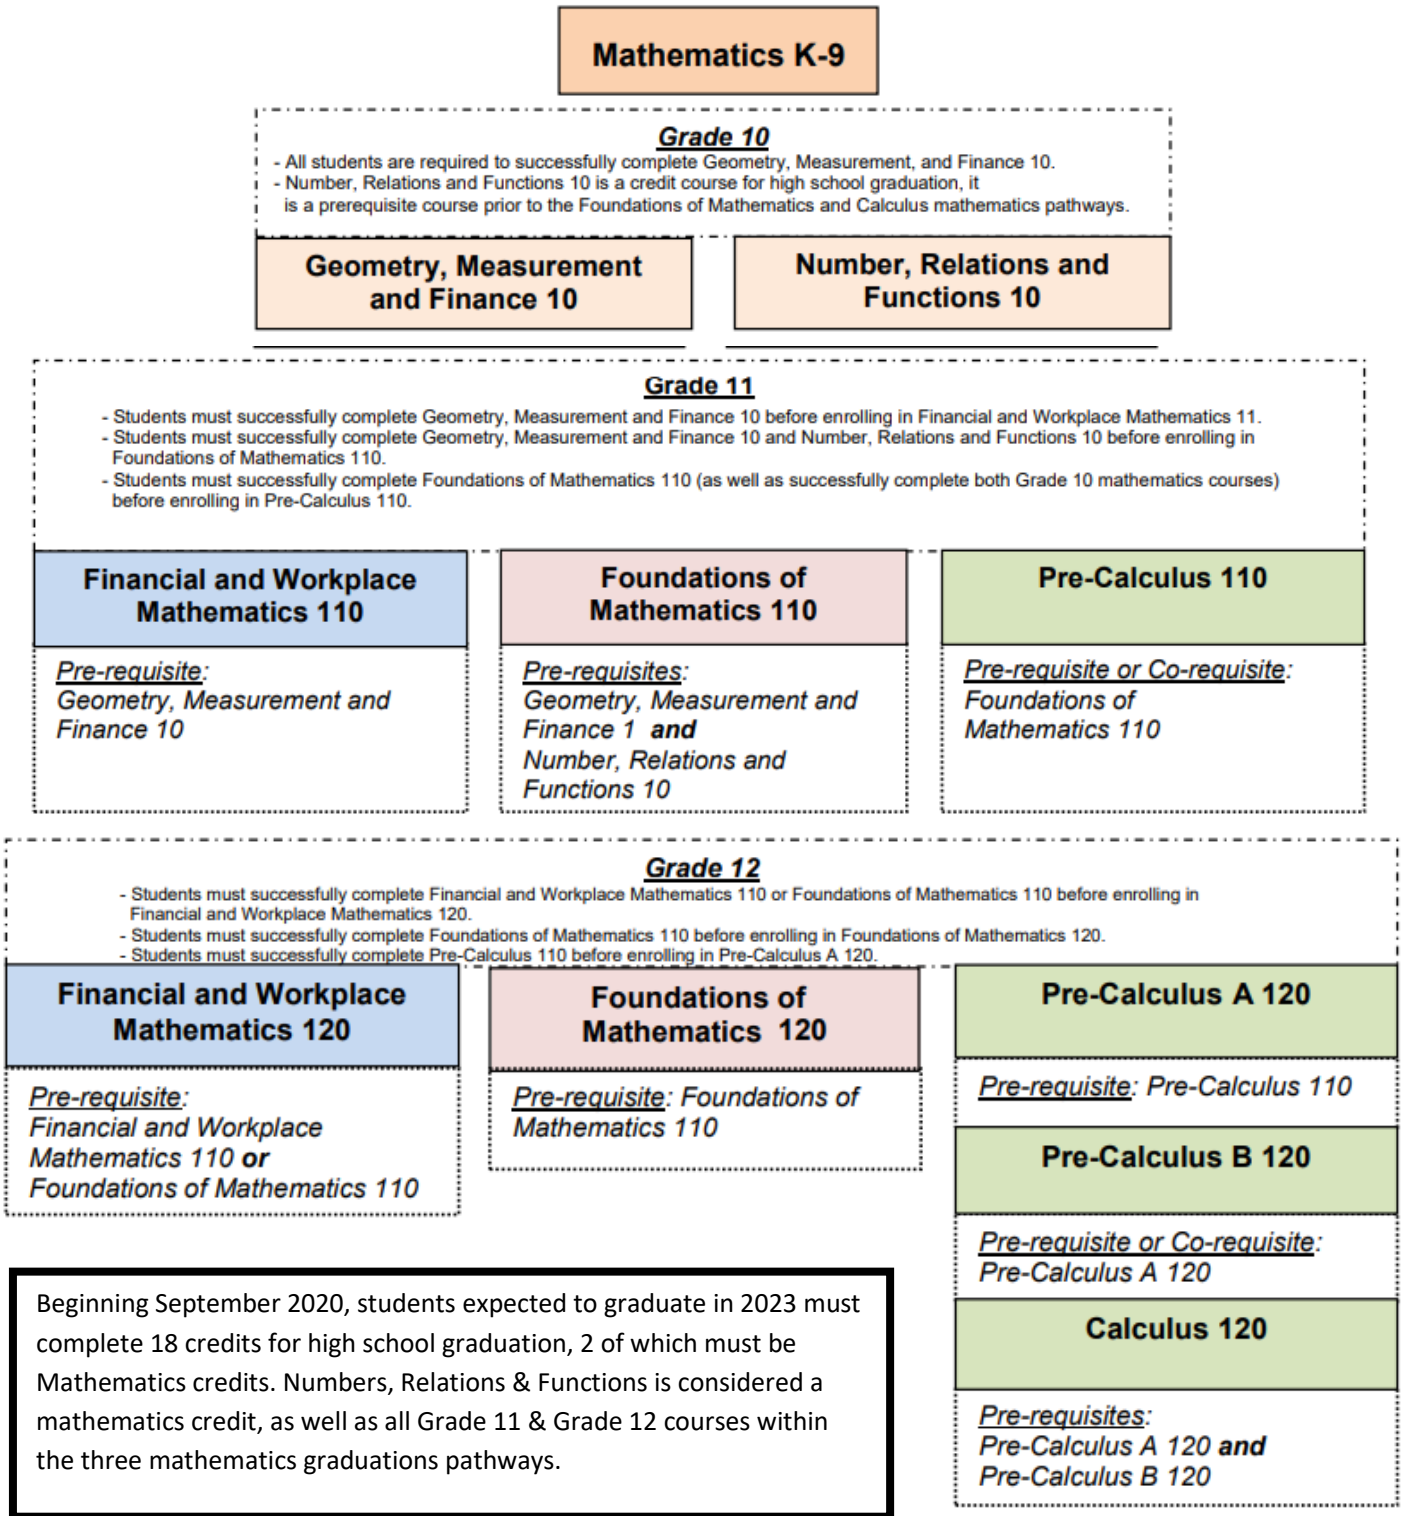 Mathematics K-9
Grade 10
- All students are required to successfully complete Geometry, Measurement, and Finance 10.
- Number, Relations and Functions 10 is a credit course for high school graduation, it
is a prerequisite course prior to the Foundations of Mathematics and Calculus mathematics pathways.
Geometry, Measurement
and Finance 10
Number, Relations and
Functions 10
Grade 11
- Students must successfully complete Geometry, Measurement and Finance 10 before enrolling in Financial and Workplace Mathematics 11.
- Students must successfully complete Geometry, Measurement and Finance 10 and Number, Relations and Functions 10 before enrolling in
Foundations of Mathematics 110.
- Students must successfully complete Foundations of Mathematics 110 (as well as successfully complete both Grade 10 mathematics courses)
before enrolling in Pre-Calculus 110.
Financial and Workplace
Mathematics 110
Pre-requisite:
Geometry, Measurement and
Finance 10
Foundations of
Mathematics 110
Pre-requisites:
Geometry, Measurement and
Finance 1 and
Number, Relations and
Functions 10
Pre-Calculus 110
Pre-requisite or Co-requisite:
Foundations of
Mathematics 110
Grade 12
- Students must successfully complete Financial and Workplace Mathematics 110 or Foundations of Mathematics 110 before enrolling in
Financial and Workplace Mathematics 120.
- Students must successfully complete Foundations of Mathematics 110 before enrolling in Foundations of Mathematics 120.
- Students must successfully complete Pre-Calculus 110 before enrolling in Pre-Calculus A 120.
Financial and Workplace
Mathematics 120
Pre-requisite:
Financial and Workplace
Mathematics 110 or
Foundations of Mathematics 110
Foundations of
Mathematics 120
Pre-requisite: Foundations of
Mathematics 110
Pre-Calculus A 120
Pre-requisite: Pre-Calculus 110
Pre-Calculus B 120
Pre-requisite or Co-requisite:
Pre-Calculus A 120
Calculus 120
Pre-requisites:
Pre-Calculus A 120 and
Pre-Calculus B 120
Beginning September 2020, students expected to graduate in 2023 must
complete 18 credits for high school graduation, 2 of which must be
Mathematics credits. Numbers, Relations & Functions is considered a
mathematics credit, as well as all Grade 11 & Grade 12 courses within
the three mathematics graduations pathways.